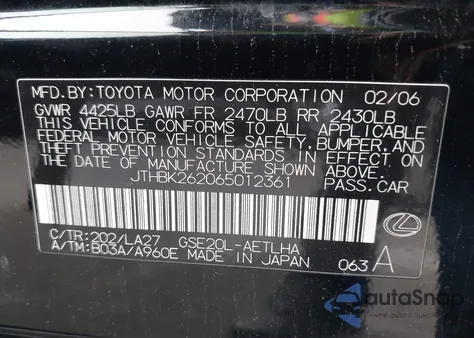 MFD.BY:TOYOTA MOTOR CORPORATION 02/06
GVWR 4425LB GAWR FR 2470LB RR 2430LB
THIS VEHICLE CONFORMS TO ALL APPLICABLE
FEDERAL MOTOR VEHICLE SAFETY,BUMPER,AND
THEFT PREVENTION STANDARDS IN EFFECT ON
THE DATE OF MANUFACTURE SHOWN ABOVE.
JTHBK262065012361 PASS.CAR
C/TR:202/LA27 GSE20L-AETLHA
A/TM:B03A/A960E MADE IN JAPAN 063 A
autaSnap